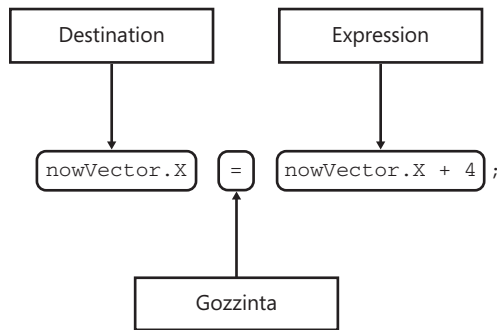 Destination Expression
nowVector.X = nowVector.X + 4 ;
Gozzinta